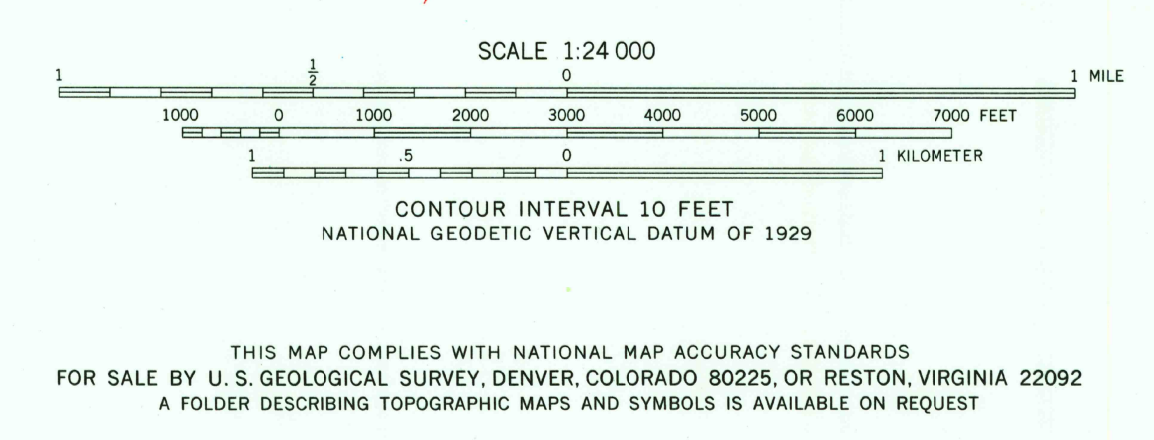 SCALE 1:24 000
1 1/2 0 1 MILE
1000 0 1000 2000 3000 4000 5000 6000 7000 FEET
1 .5 0 1 KILOMETER
CONTOUR INTERVAL 10 FEET
NATIONAL GEODETIC VERTICAL DATUM OF 1929
THIS MAP COMPLIES WITH NATIONAL MAP ACCURACY STANDARDS
FOR SALE BY U. S. GEOLOGICAL SURVEY, DENVER, COLORADO 80225, OR RESTON, VIRGINIA 22092
A FOLDER DESCRIBING TOPOGRAPHIC MAPS AND SYMBOLS IS AVAILABLE ON REQUEST